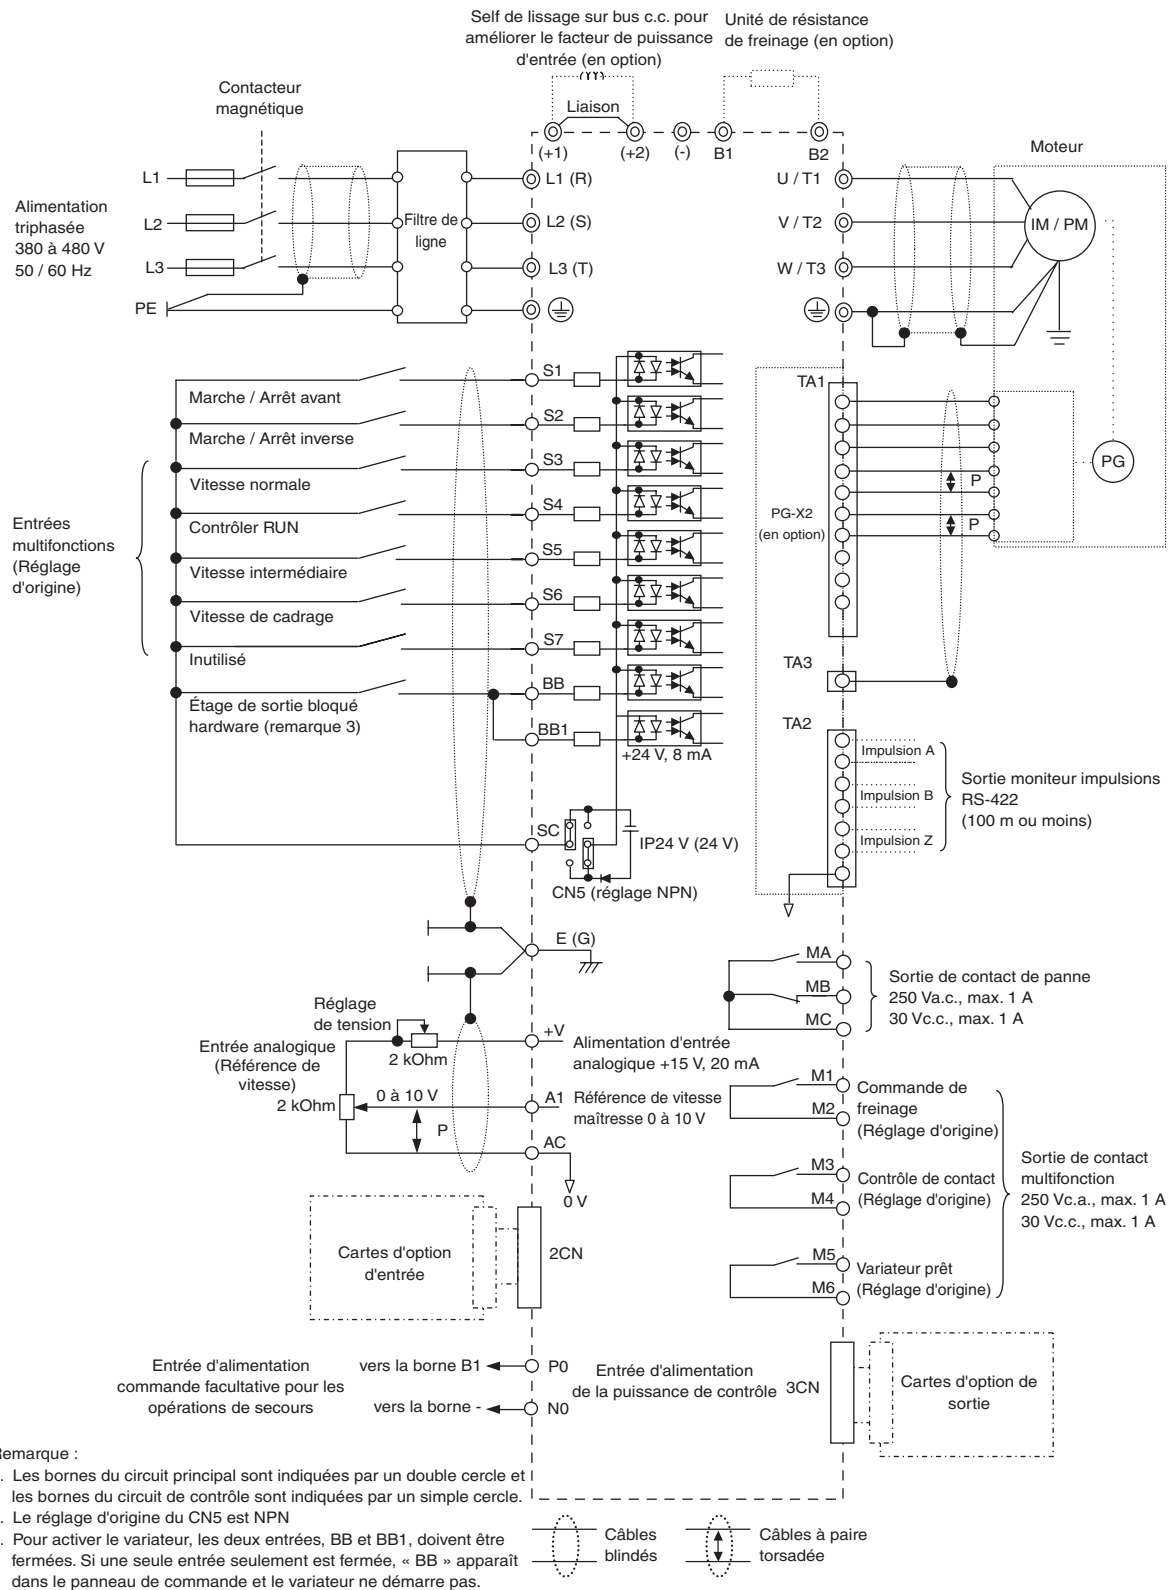 Self de lissage sur bus c.c. pour
améliorer le facteur de puissance
d'entrée (en option)
Unité de résistance
de freinage (en option)
Contacteur
magnétique
Liaison
(+1)
(+2)
(-)
B1
B2
Moteur
Alimentation
triphasée
380 à 480 V
50 / 60 Hz
L1
L2
L3
PE
Filtre de
ligne
L1 (R)
L2 (S)
L3 (T)
U / T1
V / T2
W / T3
IM / PM
Entrées
multifonctions
(Réglage
d'origine)
Marche / Arrêt avant
Marche / Arrêt inverse
Vitesse normale
Contrôler RUN
Vitesse intermédiaire
Vitesse de cadrage
Inutilisé
Étage de sortie bloqué
hardware (remarque 3)
S1
S2
S3
S4
S5
S6
S7
BB
BB1
+24 V, 8 mA
SC
IP24 V (24 V)
CN5 (réglage NPN)
E (G)
TA1
PG-X2
(en option)
P
P
PG
TA3
TA2
Impulsion A
Impulsion B
Impulsion Z
Sortie moniteur impulsions
RS-422
(100 m ou moins)
MA
MB
MC
Sortie de contact de panne
250 Va.c., max. 1 A
30 Vc.c., max. 1 A
Réglage
de tension
2 kOhm
Entrée analogique
(Référence de
vitesse)
2 kOhm
0 à 10 V
P
+V
Alimentation d'entrée
analogique +15 V, 20 mA
A1
Référence de vitesse
maîtresse 0 à 10 V
AC
0 V
M1
M2
Commande de
freinage
(Réglage d'origine)
M3
M4
Contrôle de contact
(Réglage d'origine)
M5
M6
Variateur prêt
(Réglage d'origine)
Sortie de contact
multifonction
250 Vc.a., max. 1 A
30 Vc.c., max. 1 A
Cartes d'option
d'entrée
2CN
Entrée d'alimentation
commande facultative pour les
opérations de secours
vers la borne B1
vers la borne -
P0
N0
Entrée d'alimentation
de la puissance de contrôle
3CN
Cartes d'option de
sortie
Remarque :
. Les bornes du circuit principal sont indiquées par un double cercle et
les bornes du circuit de contrôle sont indiquées par un simple cercle.
. Le réglage d'origine du CN5 est NPN
. Pour activer le variateur, les deux entrées, BB et BB1, doivent être
fermées. Si une seule entrée seulement est fermée, « BB » apparaît
dans le panneau de commande et le variateur ne démarre pas.
Câbles
blindés
Câbles à paire
torsadée